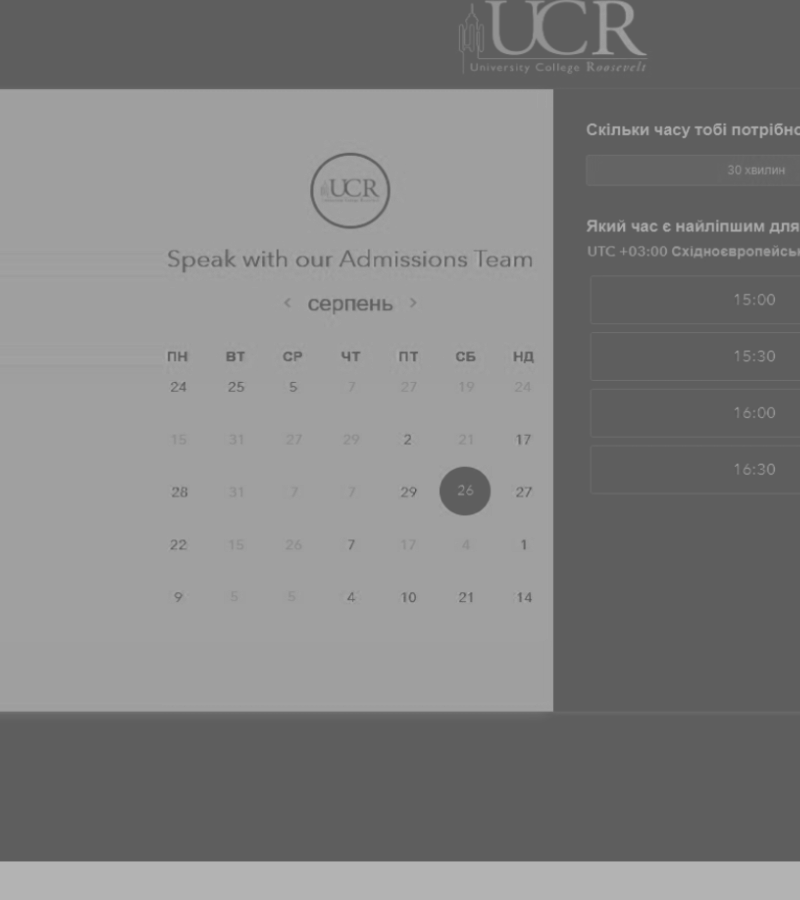 UCR
University College Roosevelt
UCR
Speak with our Admissions Team
< серпень >
ПН ВТ СР ЧТ ПТ СБ НД
24 25 5 7 27 19 24
15 31 27 29 2 21 17
28 31 7 7 29 26 27
22 15 26 7 17 4 1
9 5 5 4 10 21 14
Скільки часу тобі потрібно
30 хвилин
Який час є найліпшим для
UTC +03:00 Східноєвропейськ
15:00
15:30
16:00
16:30